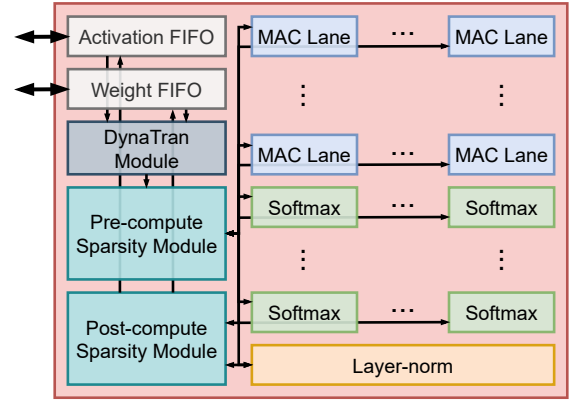 Activation FIFO
Weight FIFO
DynaTran
Module
Pre-compute
Sparsity Module
Post-compute
Sparsity Module
MAC Lane
...
MAC Lane
⋮
⋮
MAC Lane
...
MAC Lane
Softmax
...
Softmax
⋮
⋮
Softmax
...
Softmax
Layer-norm